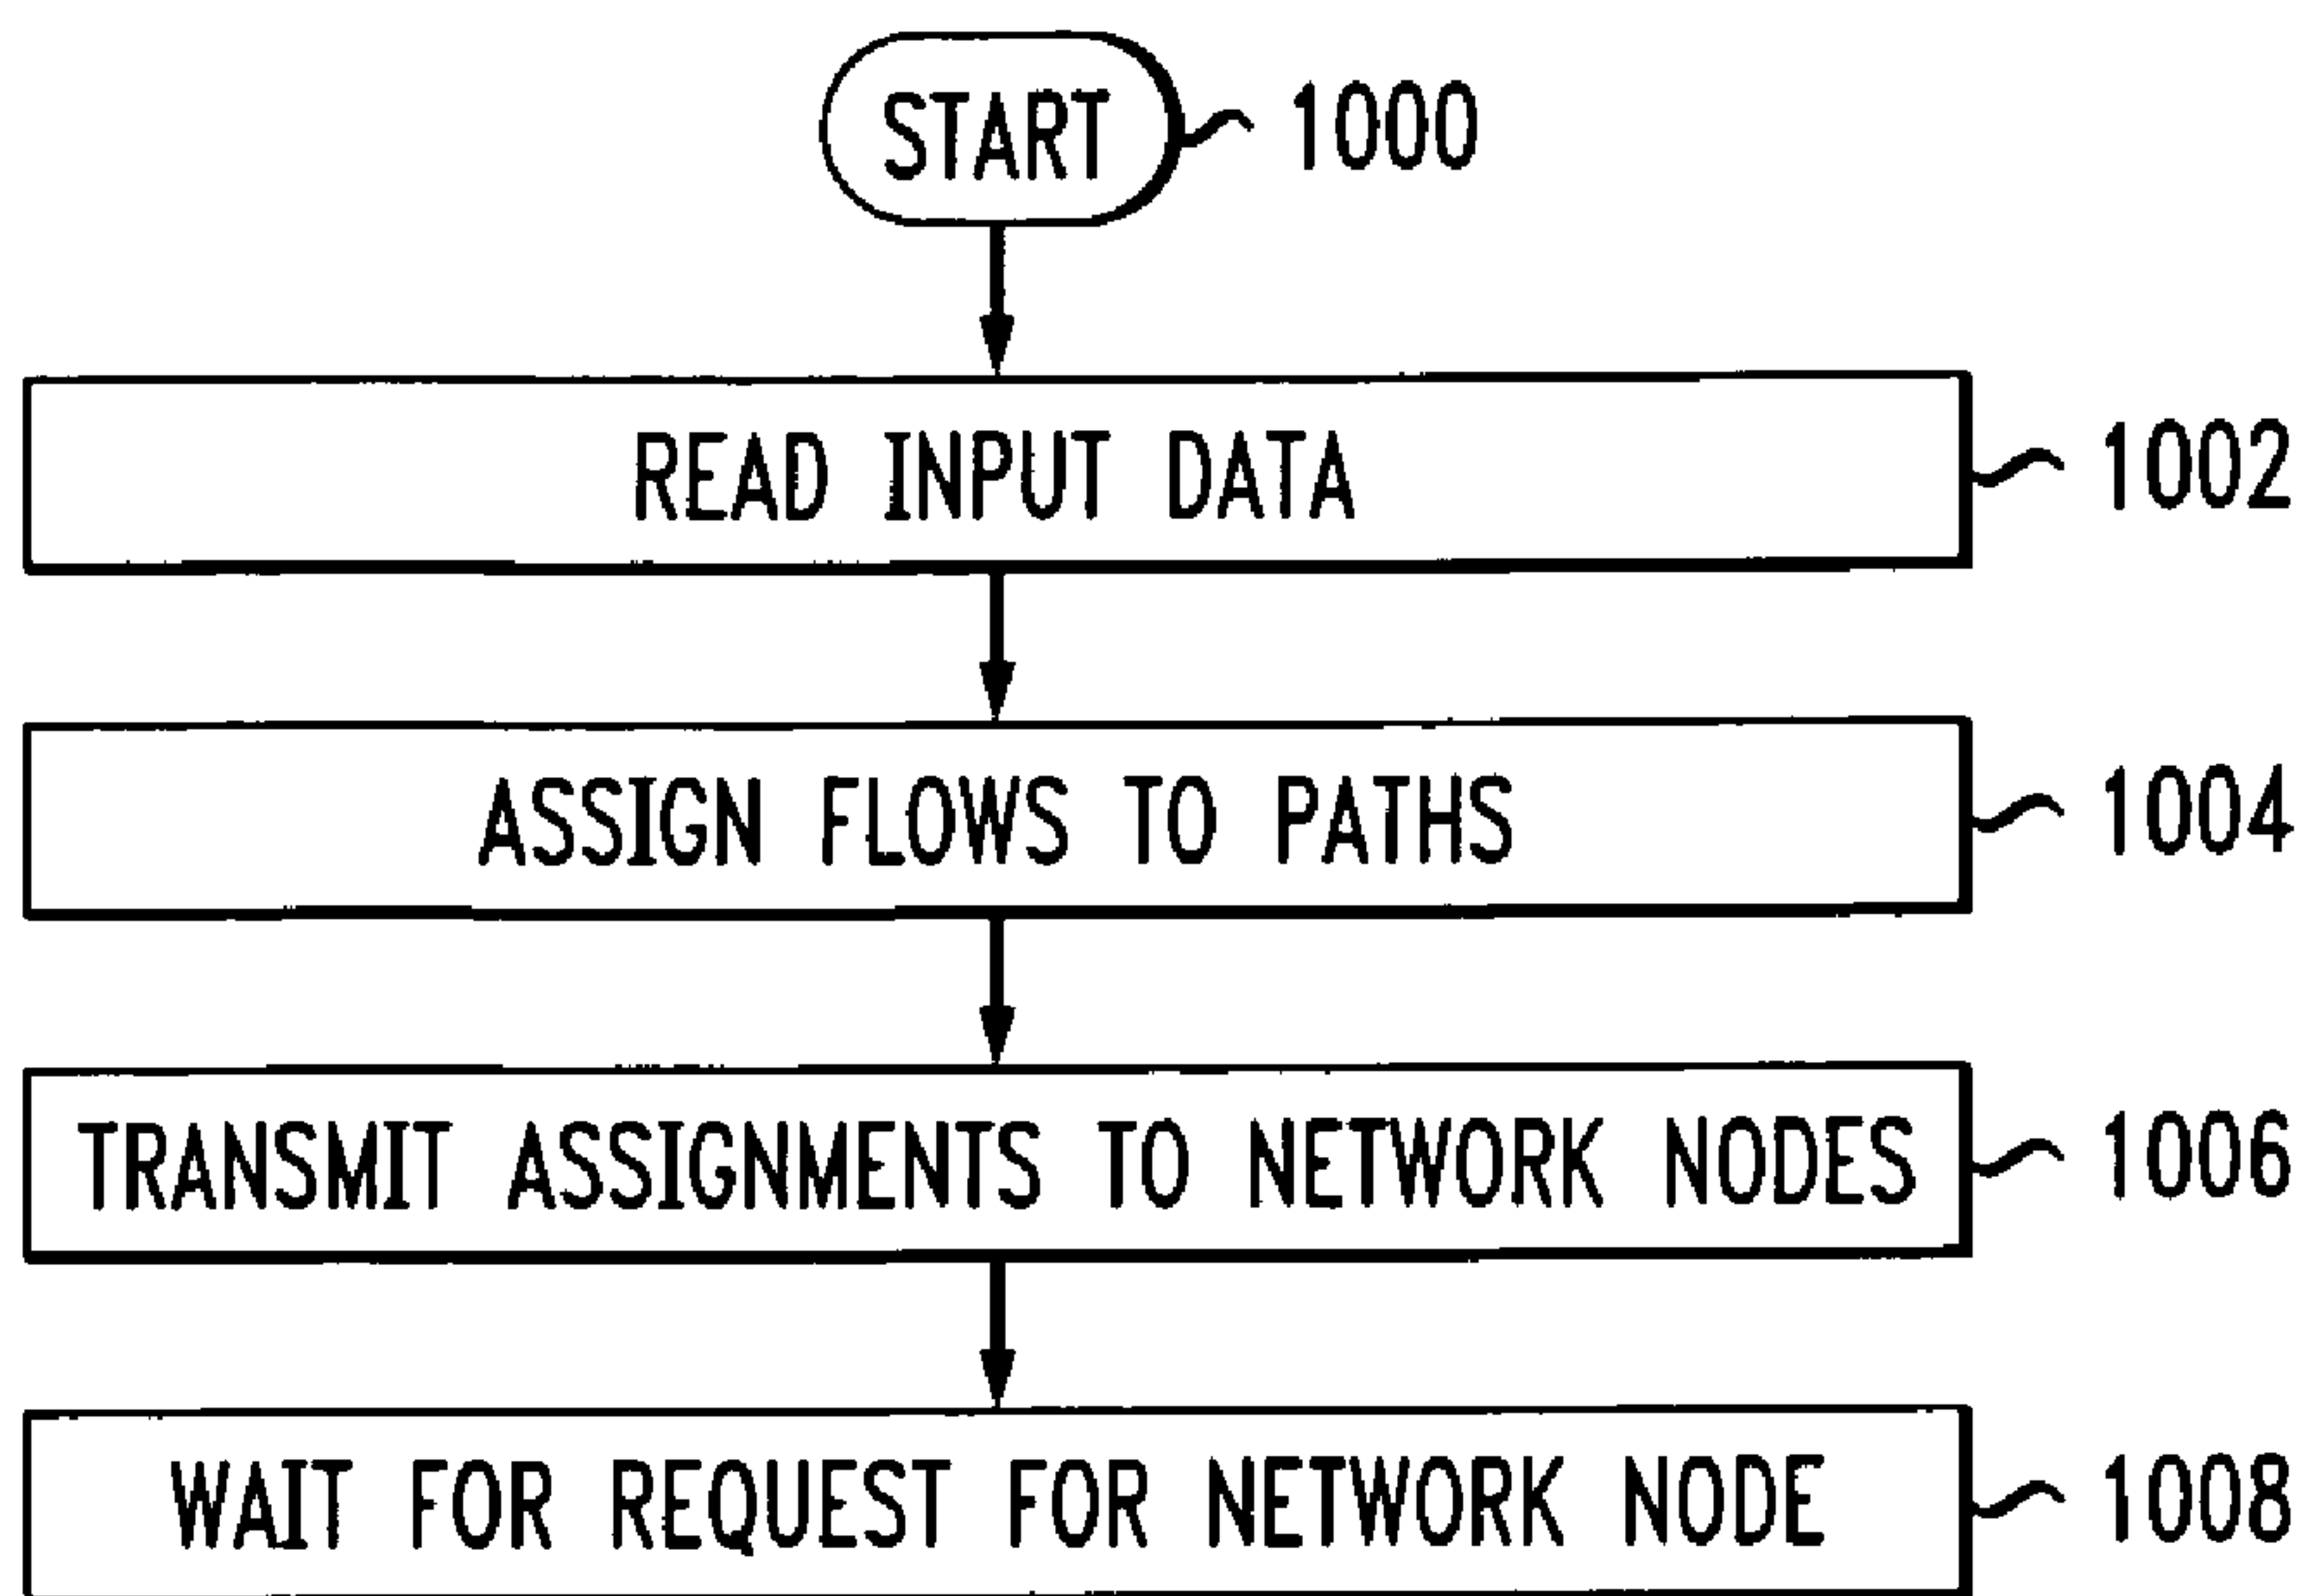 START 1000
READ INPUT DATA 1002
ASSIGN FLOWS TO PATHS 1004
TRANSMIT ASSIGNMENTS TO NETWORK NODES 1006
WAIT FOR REQUEST FOR NETWORK NODE 1008